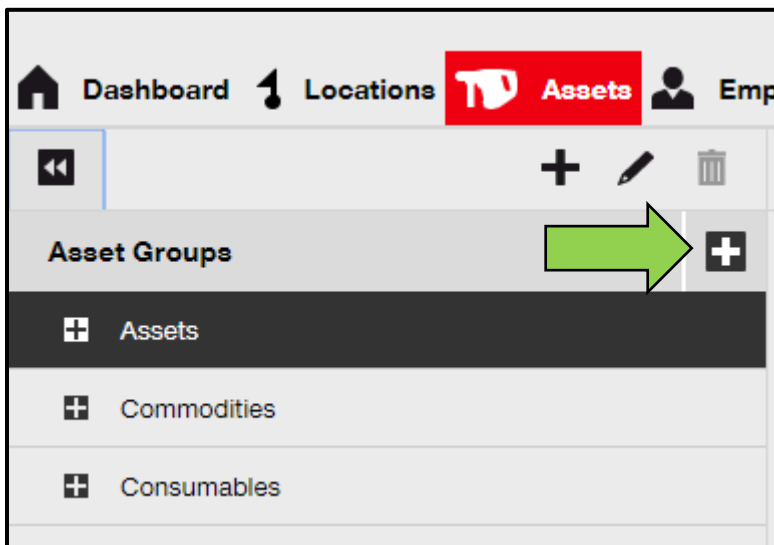 Dashboard Locations Assets Emp
Asset Groups
Assets
Commodities
Consumables